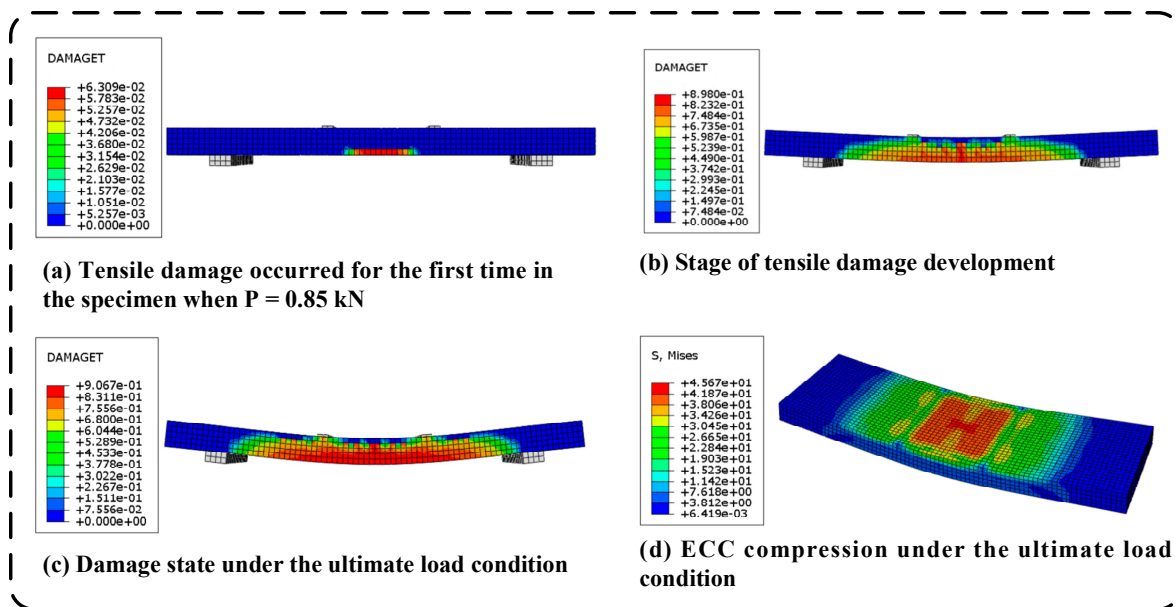 DAMAGET
+6.309e-02
+5.783e-02
+5.257e-02
+4.732e-02
+4.206e-02
+3.680e-02
+3.154e-02
+2.629e-02
+2.103e-02
+1.577e-02
+1.051e-02
+5.257e-03
+0.000e+00
(a) Tensile damage occurred for the first time in
the specimen when P = 0.85 kN
DAMAGET
+8.980e-01
+8.232e-01
+7.484e-01
+6.735e-01
+5.987e-01
+5.239e-01
+4.490e-01
+3.742e-01
+2.993e-01
+2.245e-01
+1.497e-01
+7.484e-02
+0.000e+00
(b) Stage of tensile damage development
DAMAGET
+9.067e-01
+8.311e-01
+7.556e-01
+6.800e-01
+6.044e-01
+5.289e-01
+4.533e-01
+3.778e-01
+3.022e-01
+2.267e-01
+1.511e-01
+7.556e-02
+0.000e+00
(c) Damage state under the ultimate load condition
S, Mises
+4.567e+01
+4.187e+01
+3.806e+01
+3.426e+01
+3.045e+01
+2.665e+01
+2.284e+01
+1.903e+01
+1.523e+01
+1.142e+01
+7.618e+00
+3.812e+00
+6.419e-03
(d) ECC compression under the ultimate load
condition